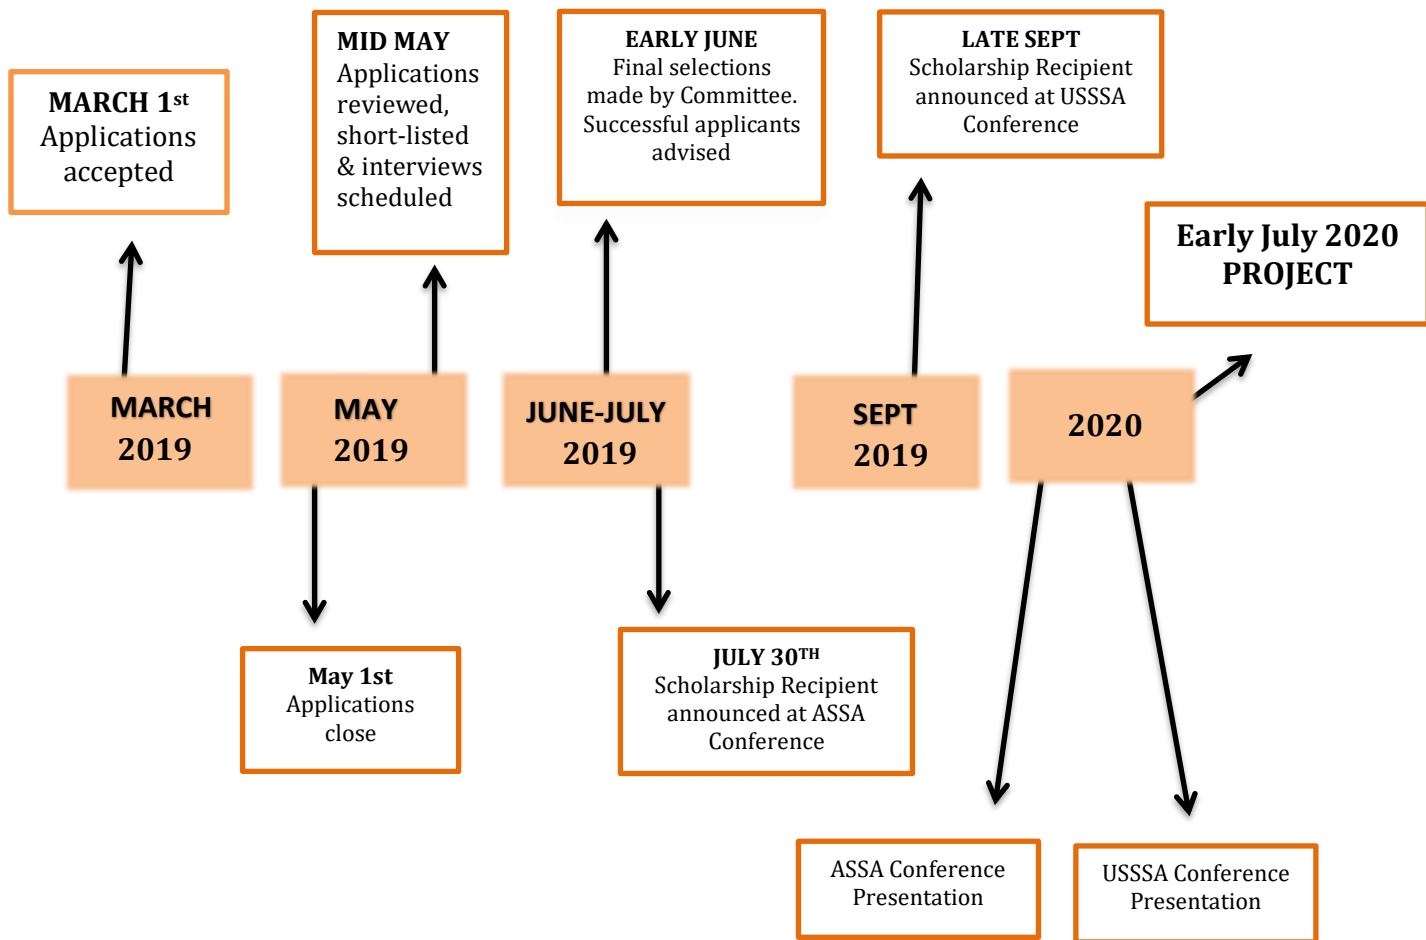 MARCH 1st
Applications
accepted
MID MAY
Applications
reviewed,
short-listed
& interviews
scheduled
EARLY JUNE
Final selections
made by Committee.
Successful applicants
advised
LATE SEPT
Scholarship Recipient
announced at USSSA
Conference
Early July 2020
PROJECT
MARCH
2019
MAY
2019
JUNE-JULY
2019
SEPT
2019
2020
May 1st
Applications
close
JULY 30TH
Scholarship Recipient
announced at ASSA
Conference
ASSA Conference
Presentation
USSSA Conference
Presentation